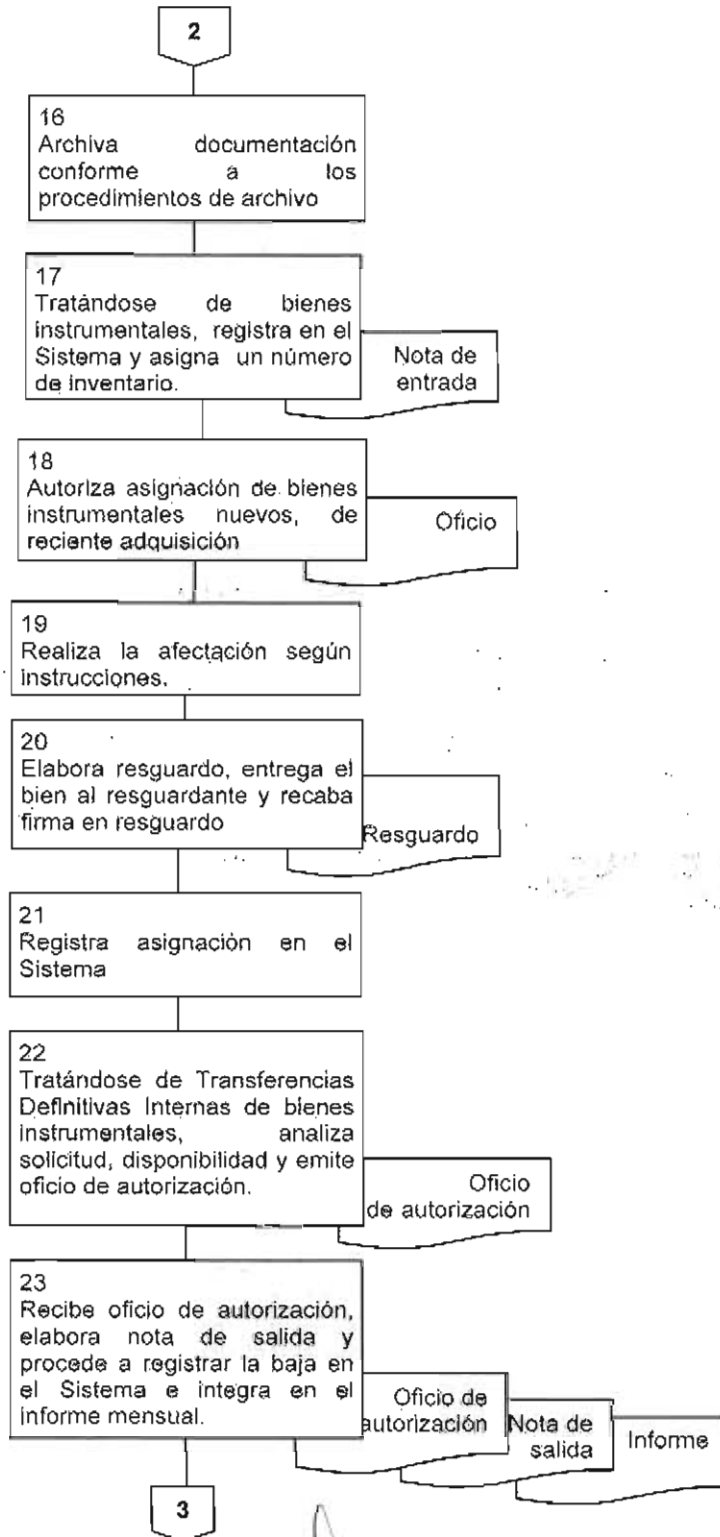 2
16
Archiva documentación
conforme a los
procedimientos de archivo
17
Tratándose de bienes
instrumentales, registra en el
Sistema y asigna un número
de inventario.
Nota de
entrada
18
Autoriza asignación de bienes
instrumentales nuevos, de
reciente adquisición
Oficio
19
Realiza la afectación según
instrucciones.
20
Elabora resguardo, entrega el
bien al resguardante y recaba
firma en resguardo
Resguardo
21
Registra asignación en el
Sistema
22
Tratándose de Transferencias
Definitivas Internas de bienes
instrumentales, analiza
solicitud, disponibilidad y emite
oficio de autorización.
Oficio
de autorización
23
Recibe oficio de autorización,
elabora nota de salida y
procede a registrar la baja en
el Sistema e integra en el
informe mensual.
Oficio de
autorización
Nota de
salida
Informe
3